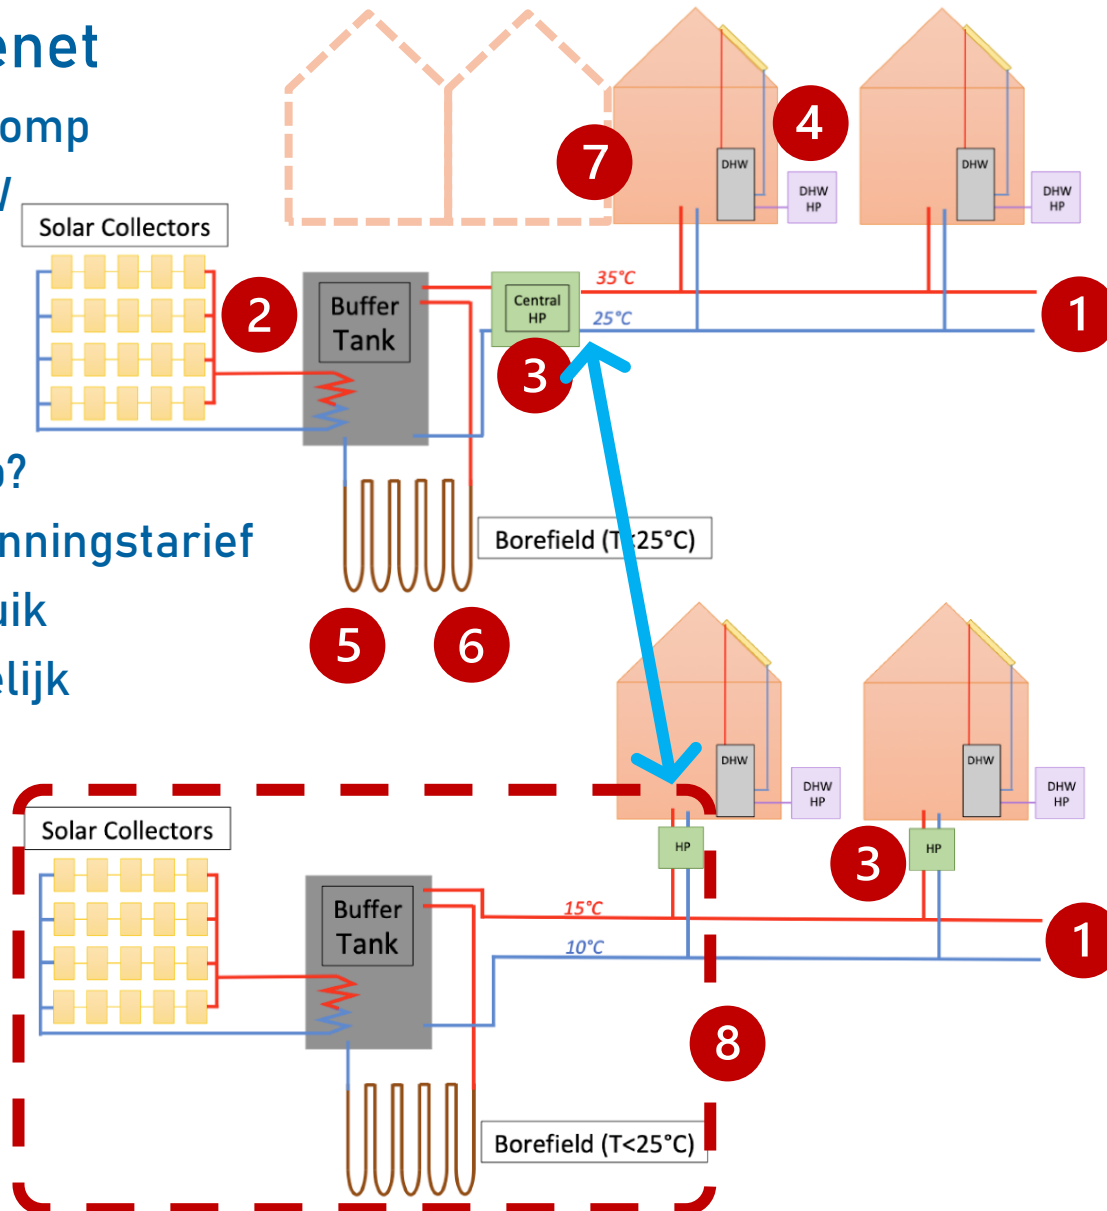 enet
omp
W
Solar Collectors
7
4
DHW
DHW
HP
DHW
DHW
HP
2
Buffer
Tank
Central
HP
35°C
25°C
1
3
o?
nningstarief
uik
elijk
Borefield (T<25°C)
5
6
DHW
DHW
HP
DHW
DHW
HP
Solar Collectors
HP
3
HP
Buffer
Tank
15°C
10°C
1
8
Borefield (T<25°C)